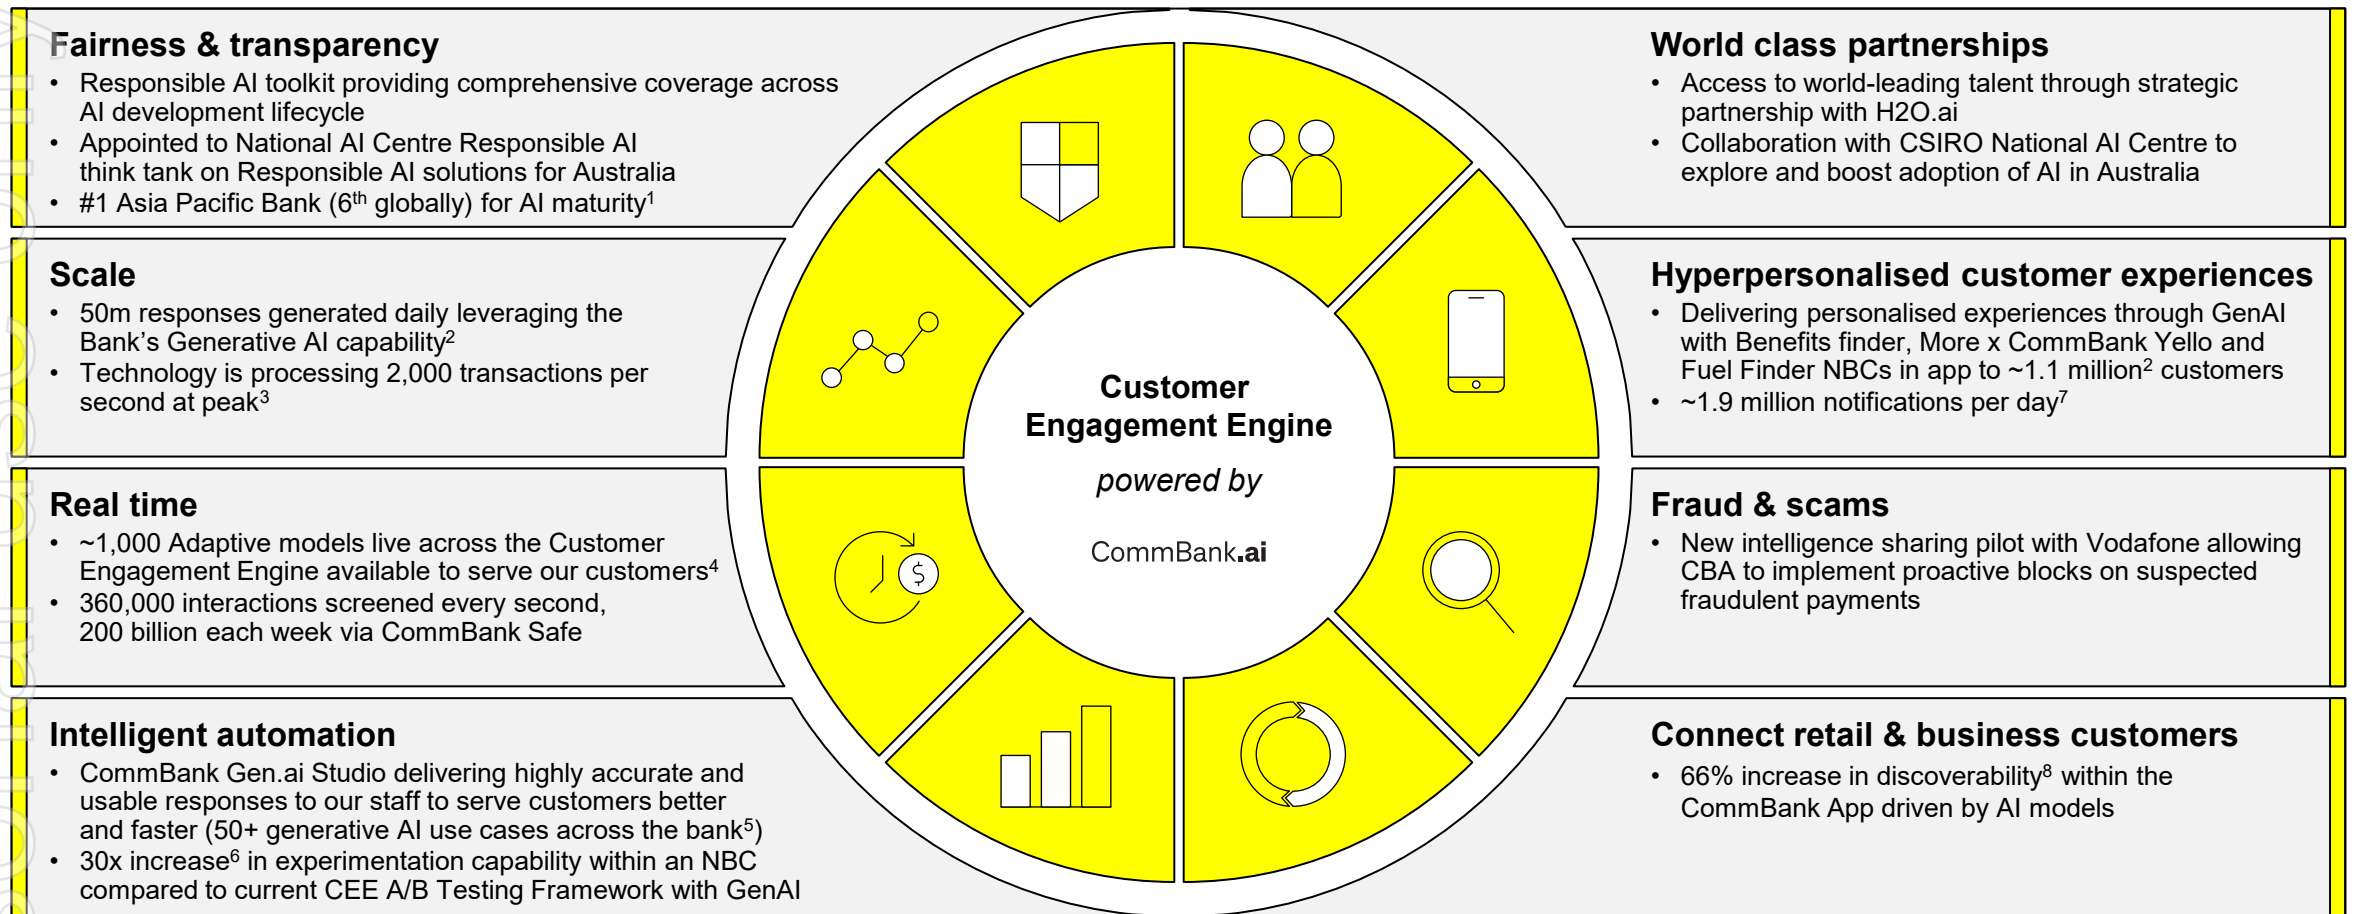 Fairness & transparency
• Responsible AI toolkit providing comprehensive coverage across
AI development lifecycle
• Appointed to National AI Centre Responsible AI
think tank on Responsible AI solutions for Australia
• #1 Asia Pacific Bank (6th globally) for AI maturity1
Scale
• 50m responses generated daily leveraging the
Bank’s Generative AI capability2
• Technology is processing 2,000 transactions per
second at peak3
Real time
• ~1,000 Adaptive models live across the Customer
Engagement Engine available to serve our customers4
• 360,000 interactions screened every second,
200 billion each week via CommBank Safe
Intelligent automation
• CommBank Gen.ai Studio delivering highly accurate and
usable responses to our staff to serve customers better
and faster (50+ generative AI use cases across the bank5)
• 30x increase6 in experimentation capability within an NBC
compared to current CEE A/B Testing Framework with GenAI
Customer
Engagement Engine
powered by
CommBank.ai
$
World class partnerships
• Access to world-leading talent through strategic
partnership with H2O.ai
• Collaboration with CSIRO National AI Centre to
explore and boost adoption of AI in Australia
Hyperpersonalised customer experiences
• Delivering personalised experiences through GenAI
with Benefits finder, More x CommBank Yello and
Fuel Finder NBCs in app to ~1.1 million2 customers
• ~1.9 million notifications per day7
Fraud & scams
• New intelligence sharing pilot with Vodafone allowing
CBA to implement proactive blocks on suspected
fraudulent payments
Connect retail & business customers
• 66% increase in discoverability8 within the
CommBank App driven by AI models